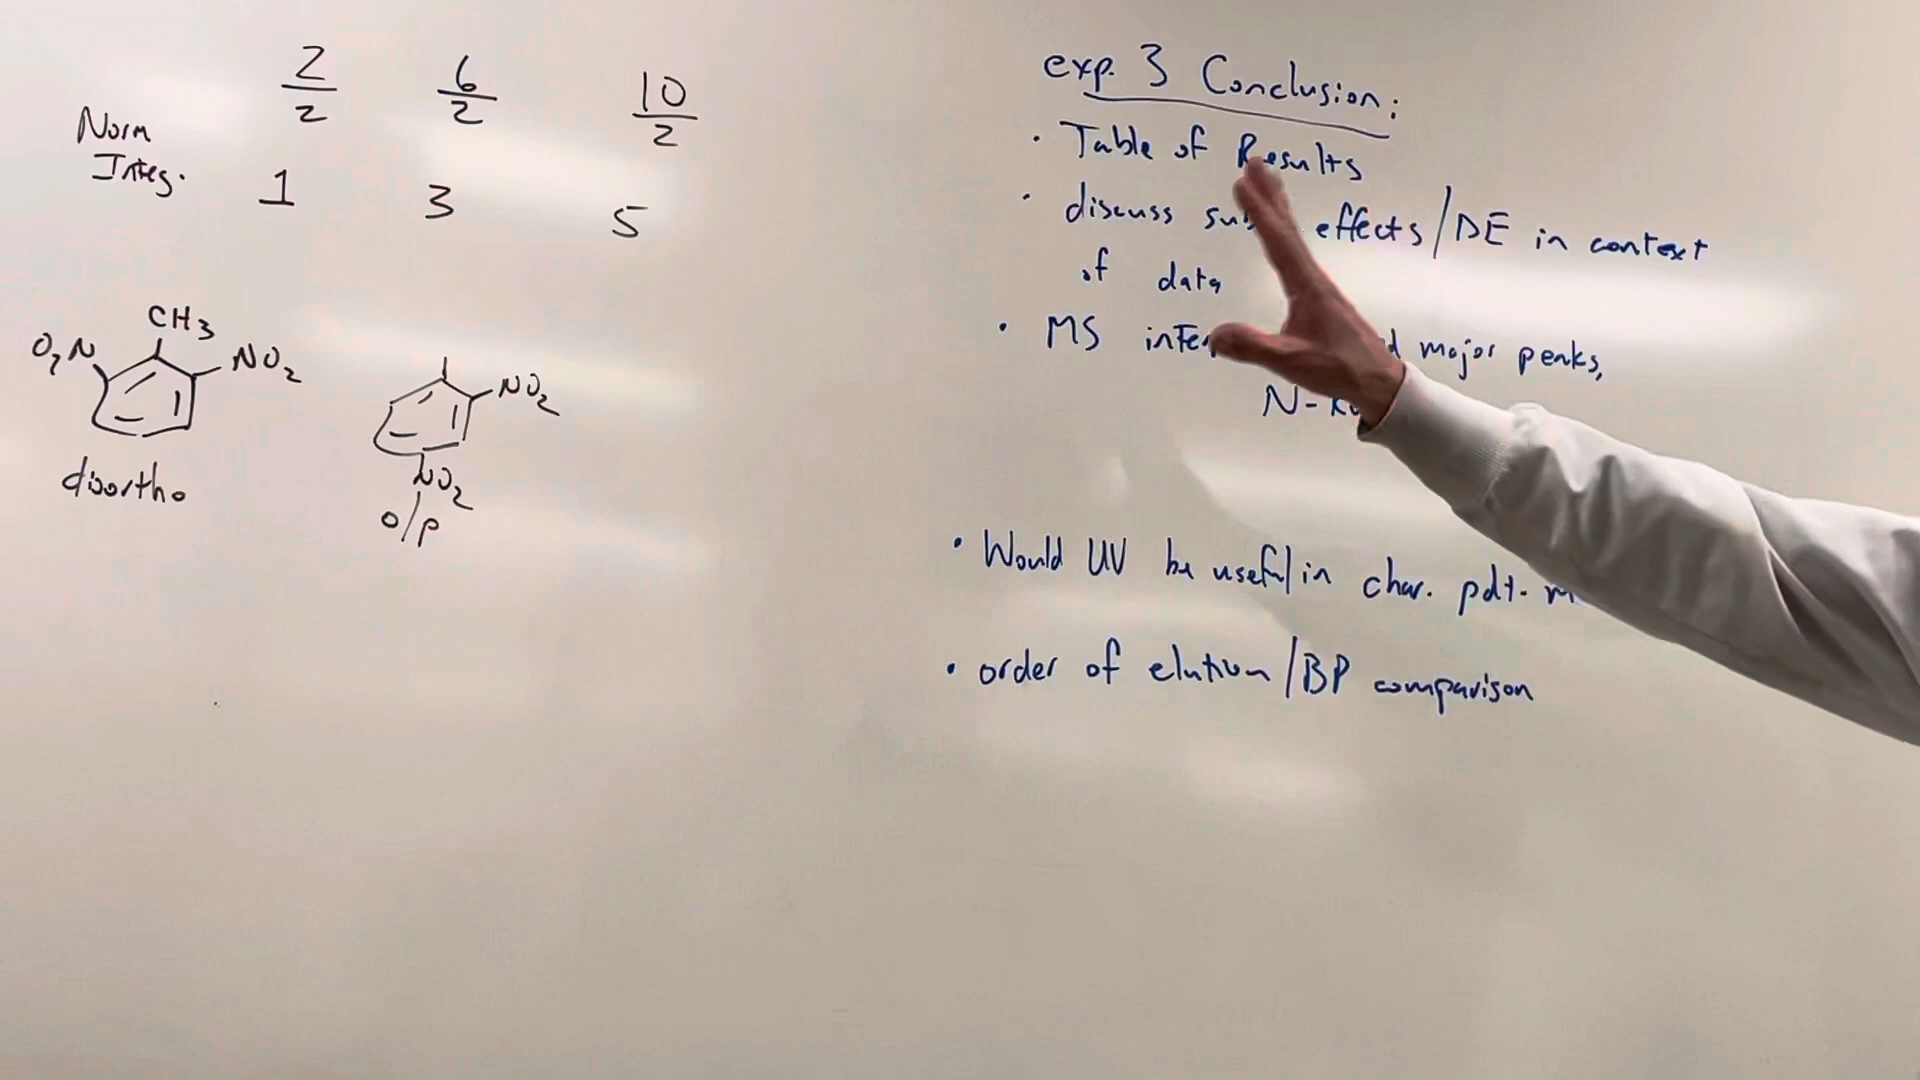 2/2 6/2 10/2
Norm
Integ. 1 3 5
CH3
O2N NO2
NO2
NO2
diortho
o/p
exp. 3 Conclusion:
• Table of Results
• discuss effects/DE in context
of data
• MS major peaks,
• Would UV be useful in char. pdt.
• order of elution/BP comparison